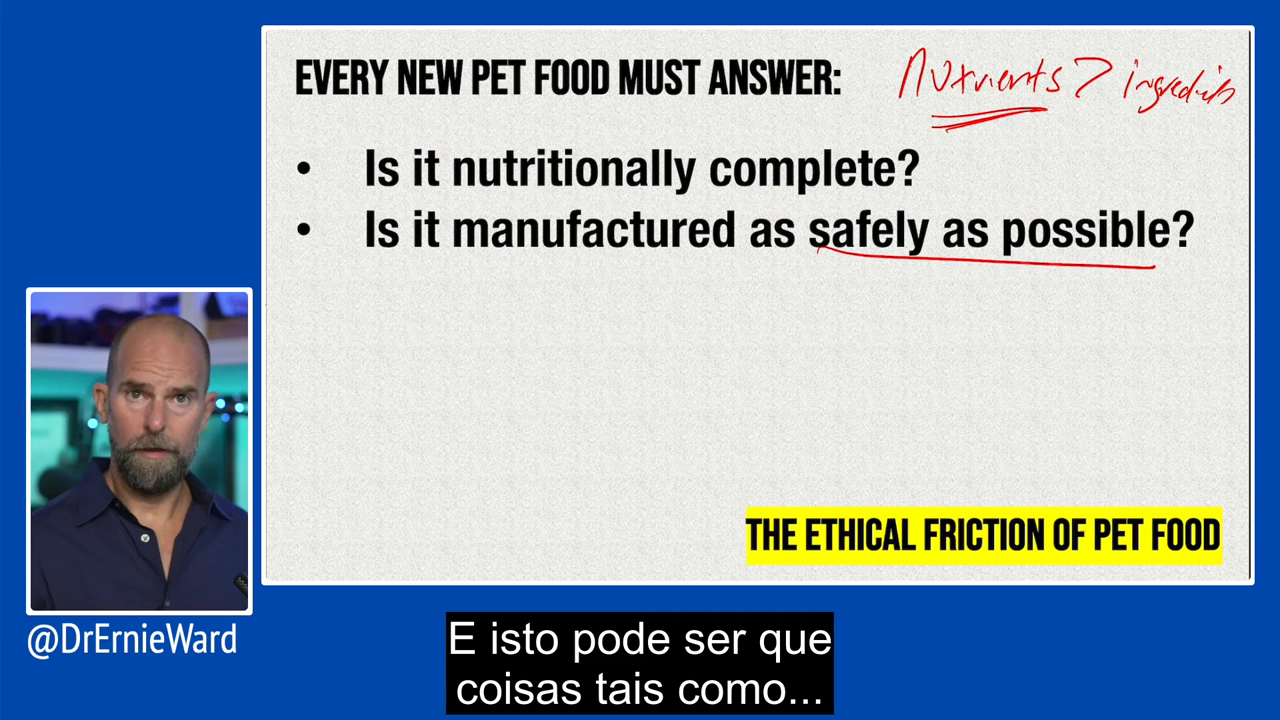 EVERY NEW PET FOOD MUST ANSWER:
Nutrients > ingredients
• Is it nutritionally complete?
• Is it manufactured as safely as possible?
THE ETHICAL FRICTION OF PET FOOD
@DrErnieWard
E isto pode ser que
coisas tais como...